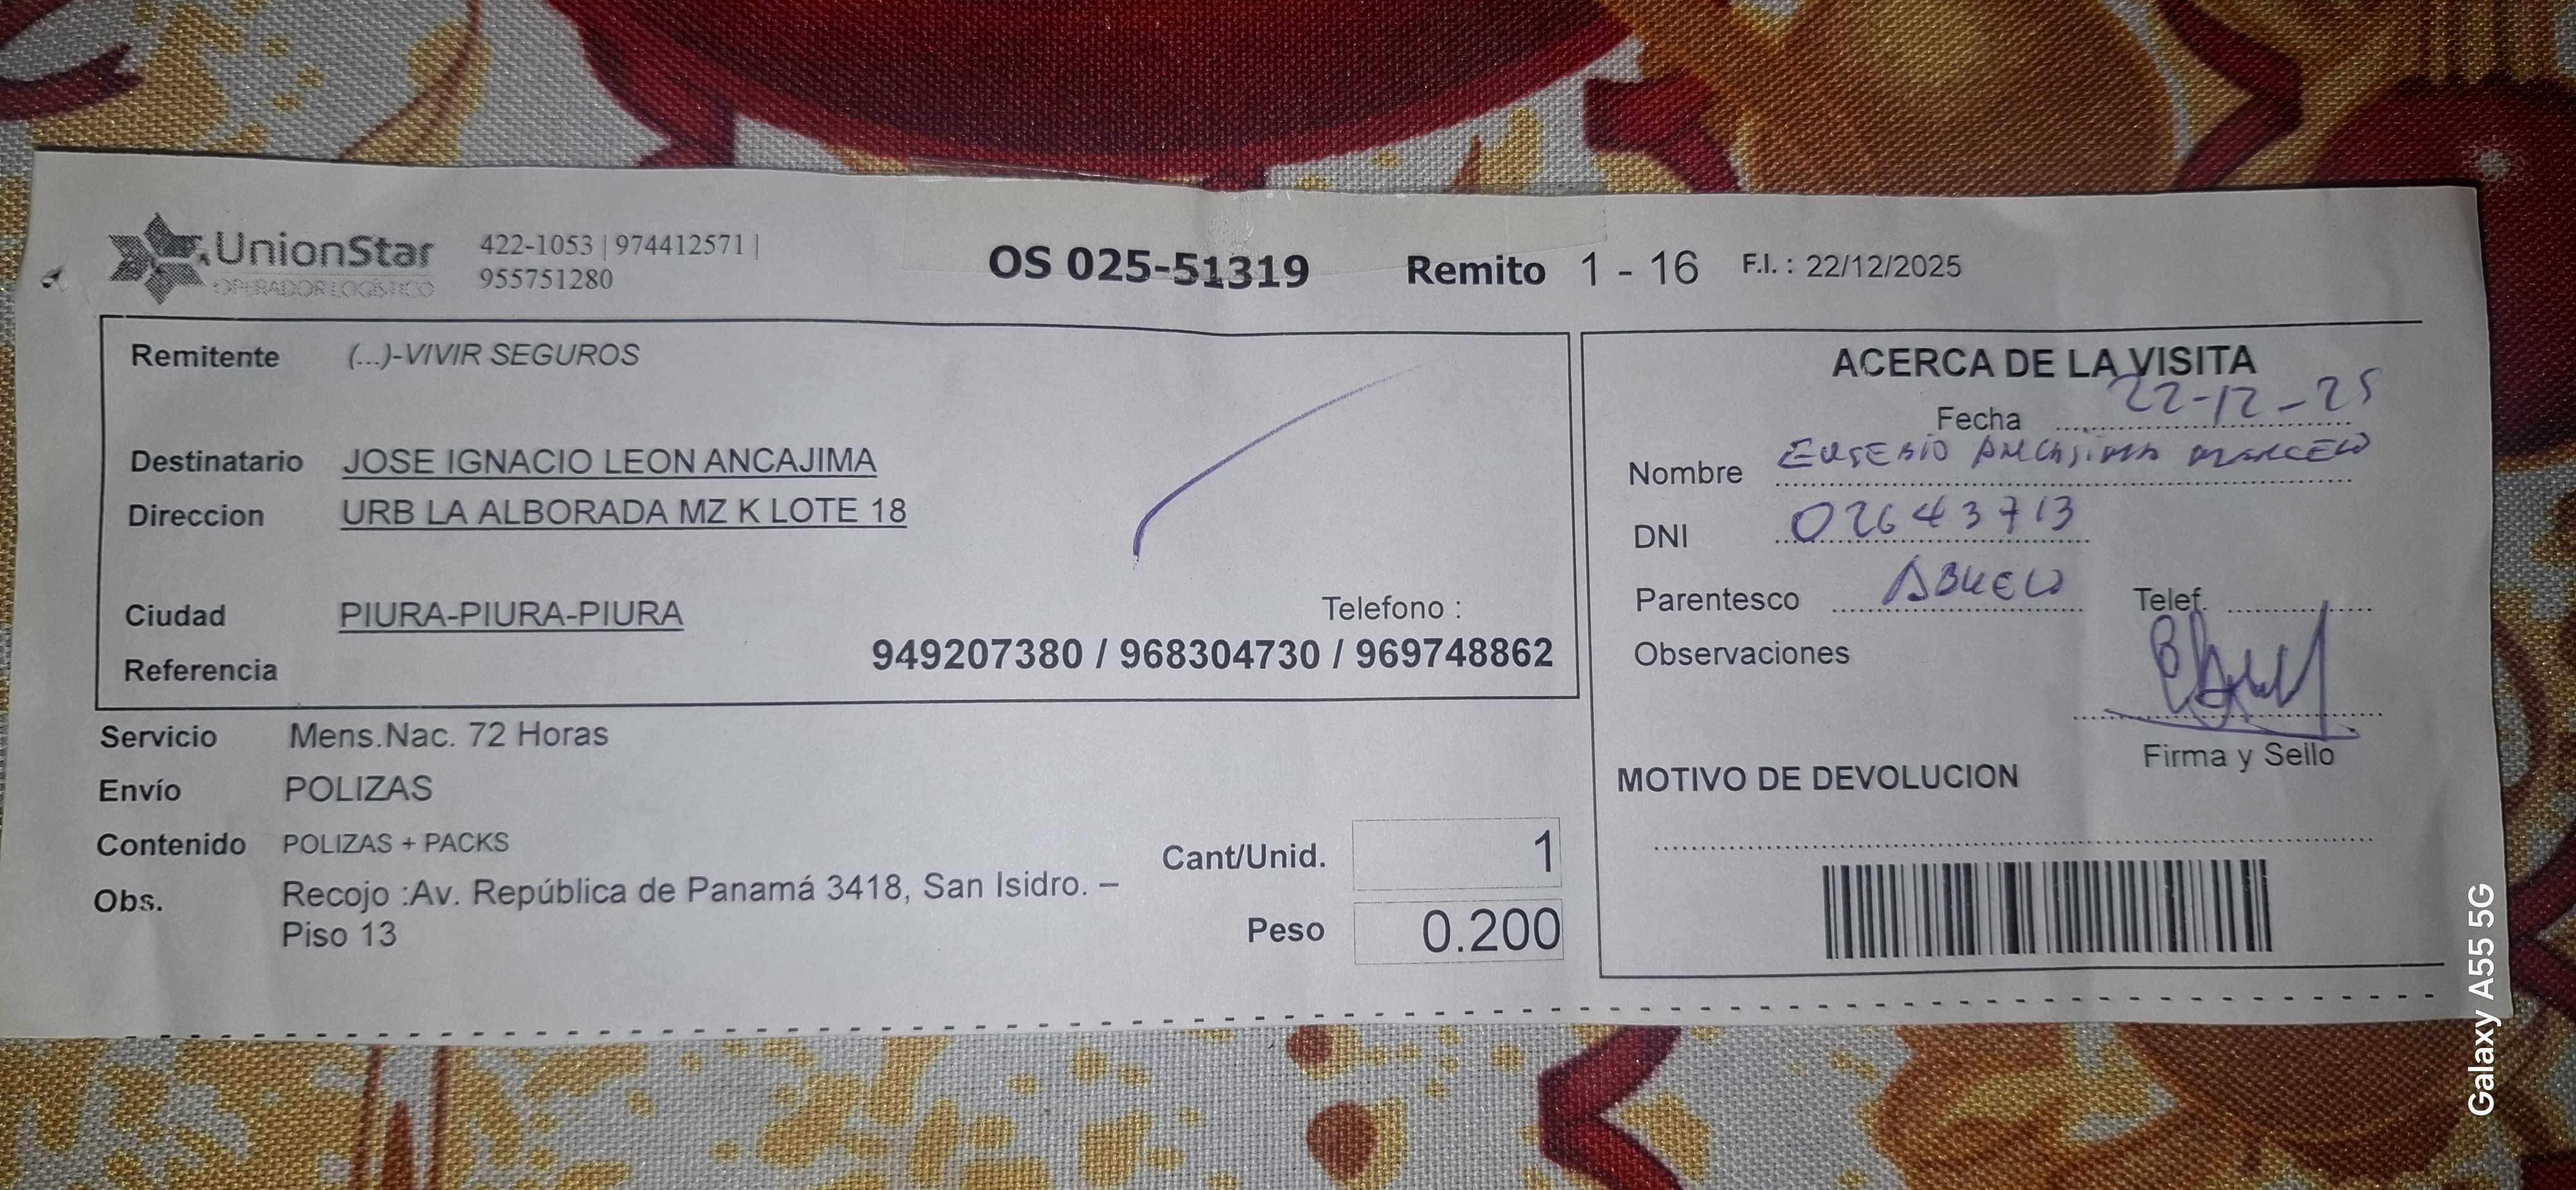 UnionStar
OPERADOR LOGÍSTICO
422-1053 | 974412571 |
955751280
OS 025-51319
Remito 1 - 16
F.I. : 22/12/2025
Remitente (...)-VIVIR SEGUROS
Destinatario JOSE IGNACIO LEON ANCAJIMA
Direccion URB LA ALBORADA MZ K LOTE 18
Ciudad PIURA-PIURA-PIURA
Telefono :
Referencia
949207380 / 968304730 / 969748862
Servicio Mens.Nac. 72 Horas
Envío POLIZAS
Contenido POLIZAS + PACKS
Obs. Recojo :Av. República de Panamá 3418, San Isidro. –
Piso 13
Cant/Unid. 1
Peso 0.200
ACERCA DE LA VISITA
Fecha 22-12-25
Nombre EUSEBIO ANCAJIMA MARCELO
DNI 02643713
Parentesco ABUELO
Telef.
Observaciones
Firma y Sello
MOTIVO DE DEVOLUCION
Galaxy A55 5G